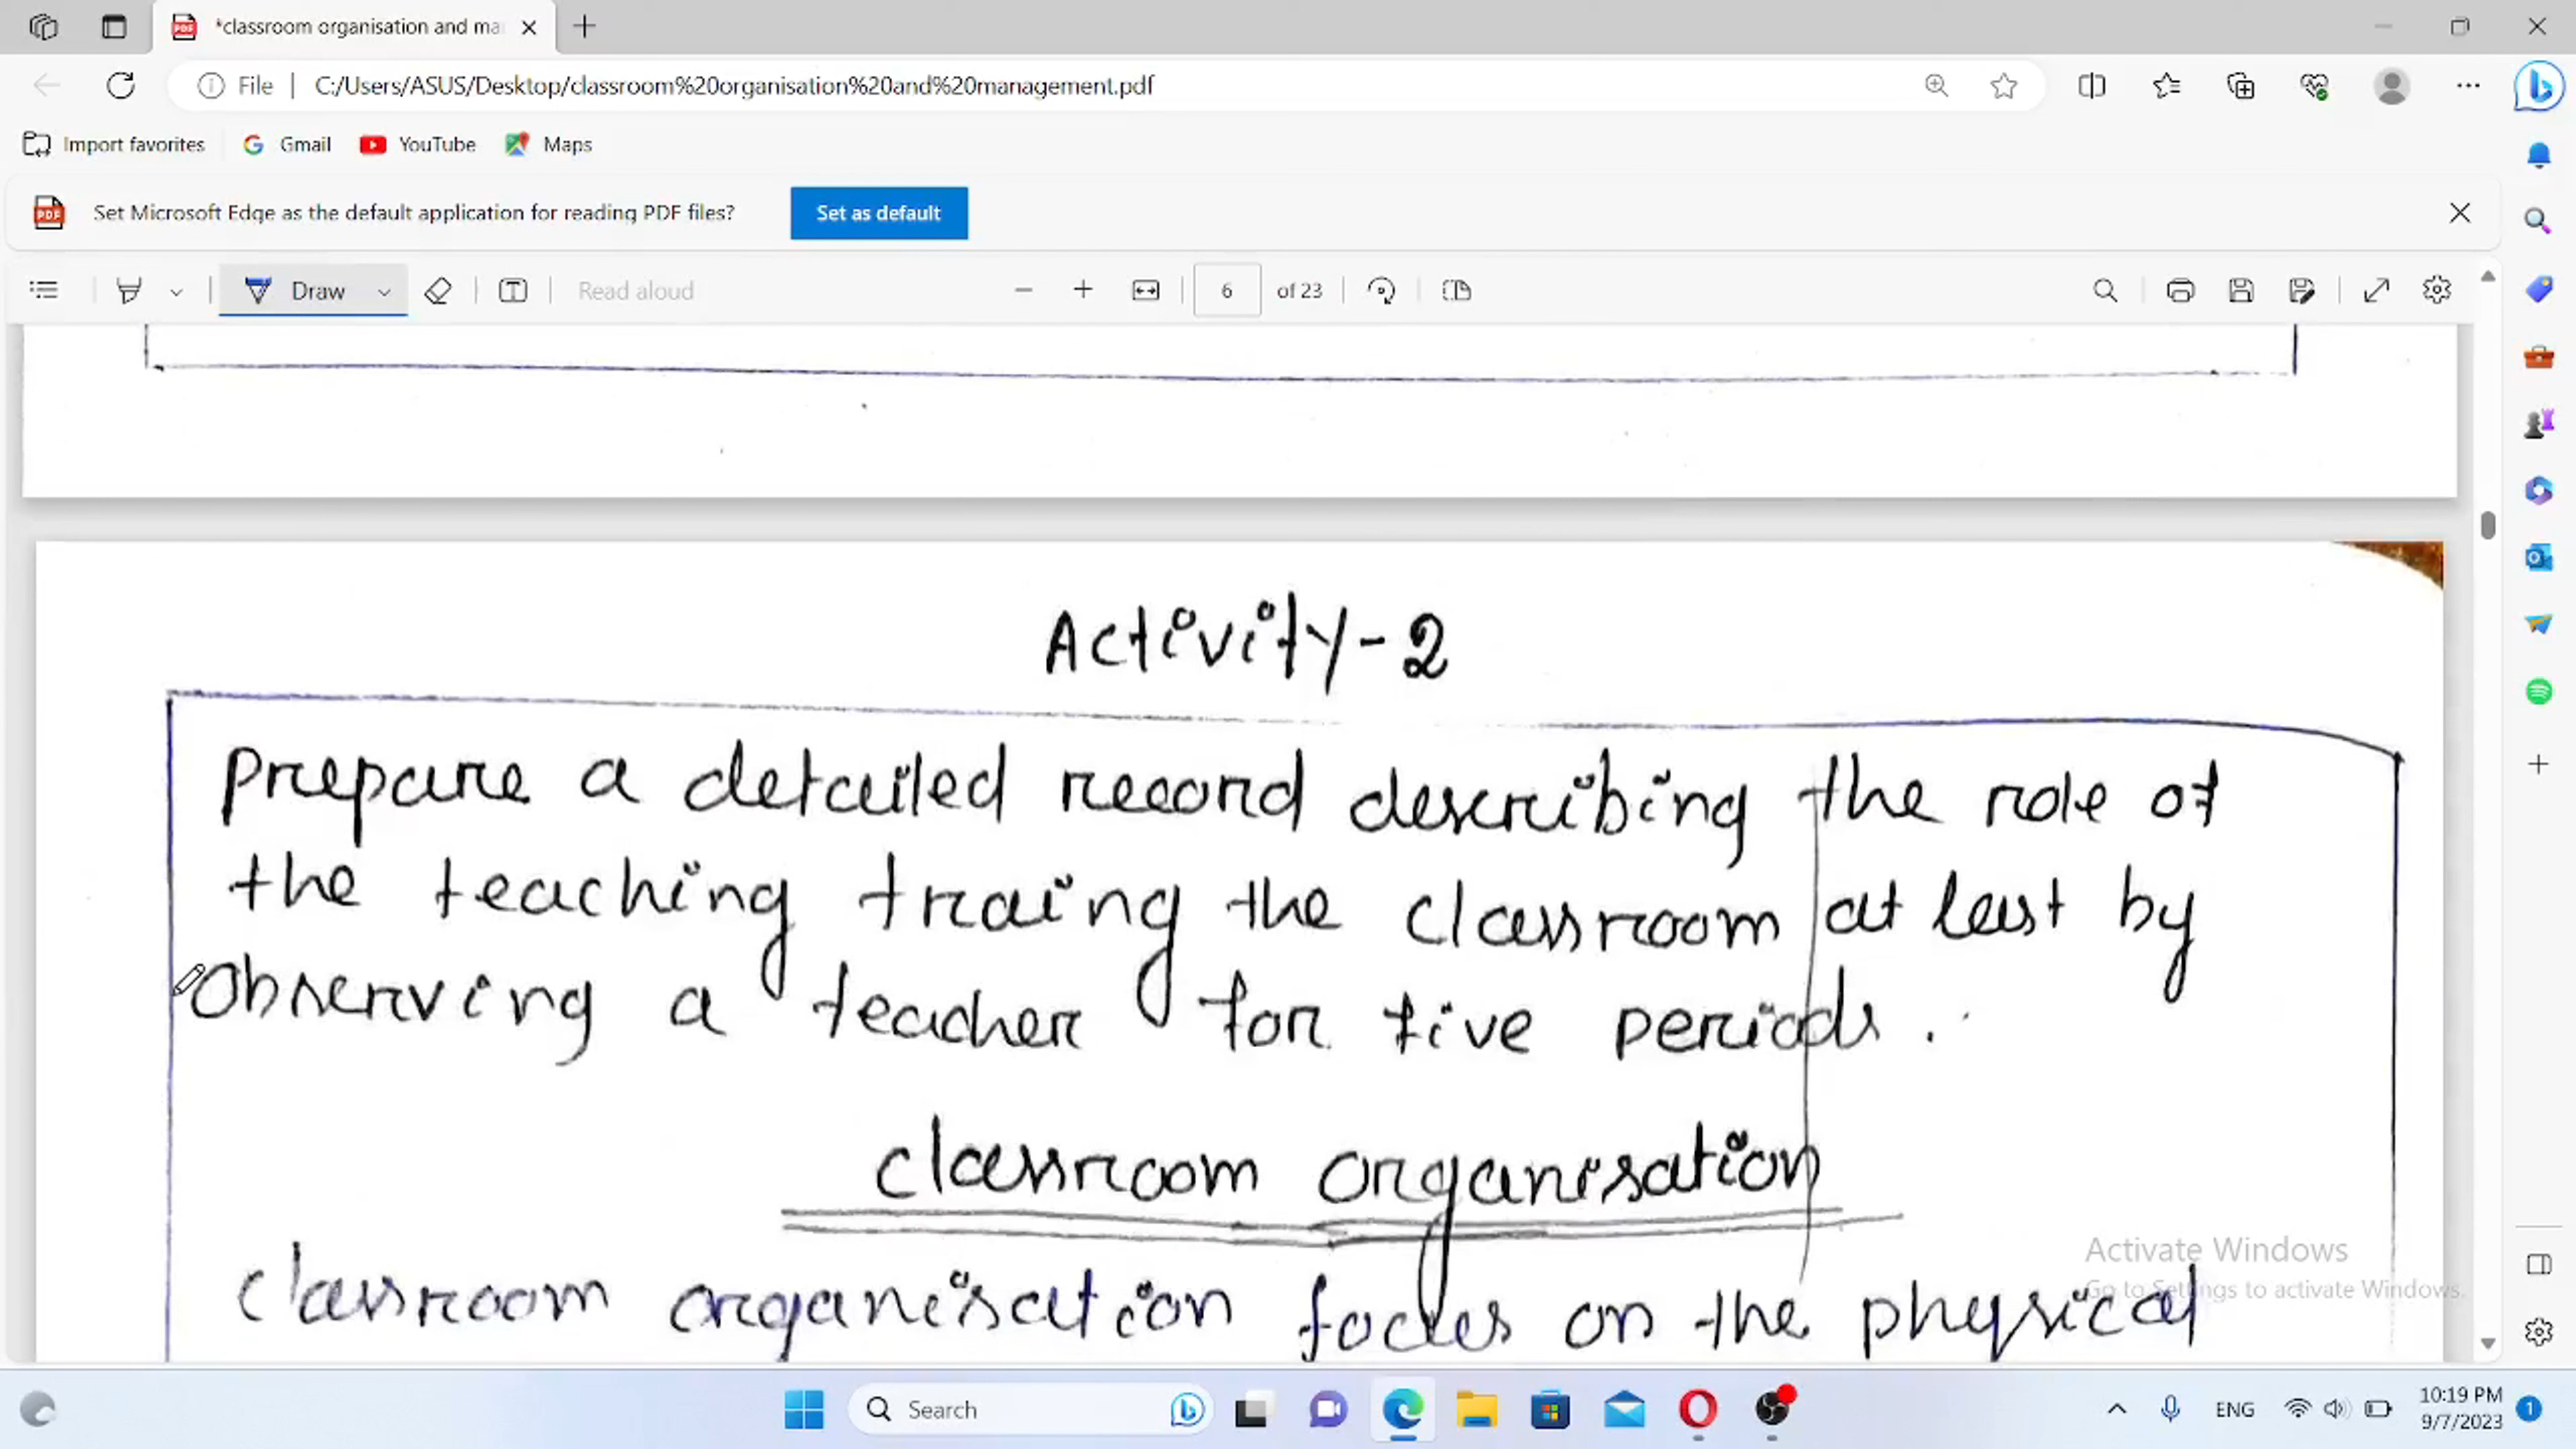 *classroom organisation and ma
File | C:/Users/ASUS/Desktop/classroom%20organisation%20and%20management.pdf
Import favorites Gmail YouTube Maps
PDF Set Microsoft Edge as the default application for reading PDF files? Set as default
Draw Read aloud 6 of 23
Activity-2
Prepare a detailed record describing the role of
the teaching traing the classroom at least by
Observing a teacher for five periods.
classroom organisation
classroom organisation focues on the physical
Activate Windows
Go to Settings to activate Windows.
Search
ENG
10:19 PM
9/7/2023
1